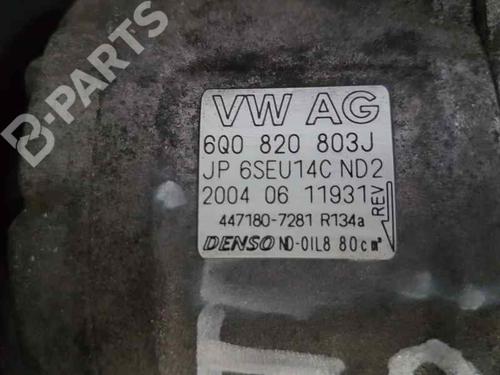 B-PARTS
VW AG
6Q0 820 803J
JP 6SEU14C ND2
2004 06 11931
REV
447180-7281 R134a
DENSO ND-OIL8 80cm³